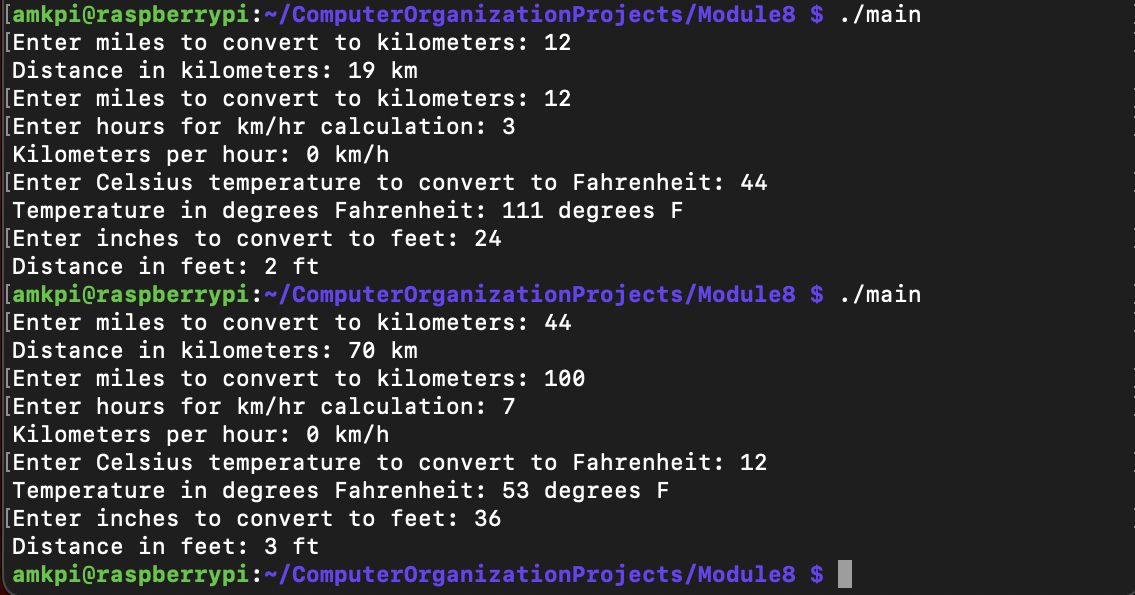 [amkpi@raspberrypi:~/ComputerOrganizationProjects/Module8 $ ./main
[Enter miles to convert to kilometers: 12
Distance in kilometers: 19 km
[Enter miles to convert to kilometers: 12
[Enter hours for km/hr calculation: 3
Kilometers per hour: 0 km/h
[Enter Celsius temperature to convert to Fahrenheit: 44
Temperature in degrees Fahrenheit: 111 degrees F
[Enter inches to convert to feet: 24
Distance in feet: 2 ft
[amkpi@raspberrypi:~/ComputerOrganizationProjects/Module8 $ ./main
[Enter miles to convert to kilometers: 44
Distance in kilometers: 70 km
[Enter miles to convert to kilometers: 100
[Enter hours for km/hr calculation: 7
Kilometers per hour: 0 km/h
[Enter Celsius temperature to convert to Fahrenheit: 12
Temperature in degrees Fahrenheit: 53 degrees F
[Enter inches to convert to feet: 36
Distance in feet: 3 ft
amkpi@raspberrypi:~/ComputerOrganizationProjects/Module8 $